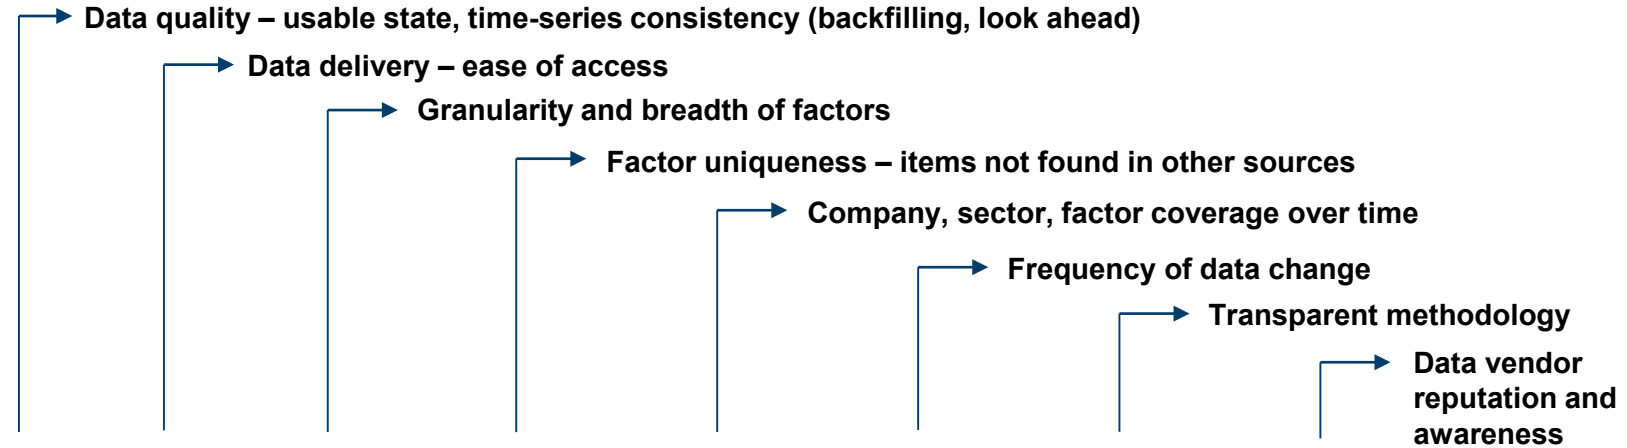 Data quality – usable state, time-series consistency (backfilling, look ahead)
Data delivery – ease of access
Granularity and breadth of factors
Factor uniqueness – items not found in other sources
Company, sector, factor coverage over time
Frequency of data change
Transparent methodology
Data vendor
reputation and
awareness